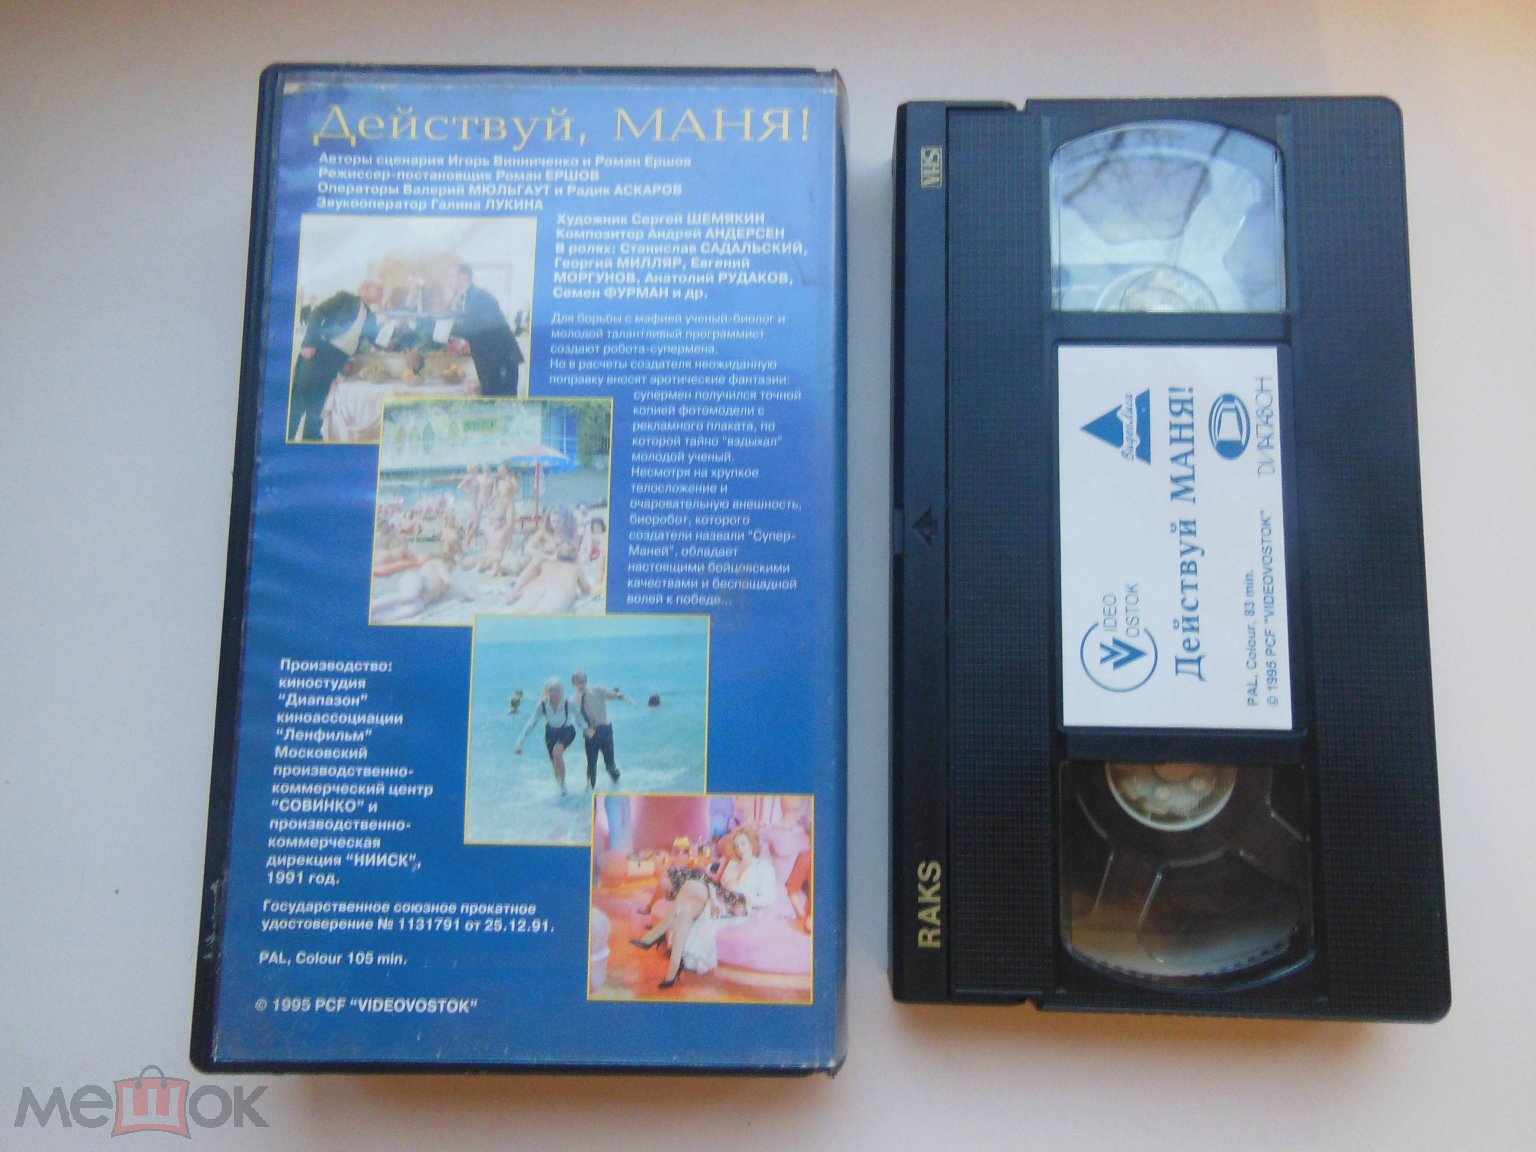 Действуй, МАНЯ!
Авторы сценария Игорь Винниченко и Роман Ершов
Режиссер-постановщик Роман ЕРШОВ
Операторы Валерий МЮЛЬГАУТ и Радик АСКАРОВ
Звукооператор Галина ЛУКИНА
Художник Сергей ШЕМЯКИН
Композитор Андрей АНДЕРСЕН
В ролях: Станислав САДАЛЬСКИЙ,
Георгий МИЛЛЯР, Евгений
МОРГУНОВ, Анатолий РУДАКОВ,
Семен ФУРМАН и др.
Для борьбы с мафией ученый-биолог и
молодой талантливый программист
создают робота-супермена.
Но в расчеты создателя неожиданную
поправку вносят эротические фантазии:
супермен получился точной
копией фотомодели с
рекламного плаката, по
которой тайно "вздыхал"
молодой ученый.
Несмотря на хрупкое
телосложение и
очаровательную внешность,
биоробот, которого
создатели назвали "Супер-
Маней", обладает
настоящими бойцовскими
качествами и беспощадной
волей к победе...
Производство:
киностудия
"Диапазон"
киноассоциации
"Ленфильм"
Московский
производственно-
коммерческий центр
"СОВИНКО" и
производственно-
коммерческая
дирекция "НИИСК",
1991 год.
Государственное союзное прокатное
удостоверение № 1131791 от 25.12.91.
PAL, Colour 105 min.
© 1995 PCF "VIDEOVOSTOK"
VHS
RAKS
VIDEO
VOSTOK
ВидеоЛига
Действуй МАНЯ!
ДИАПАЗОН
PAL, Colour, 83 min.
© 1995 PCF "VIDEOVOSTOK"
мешок